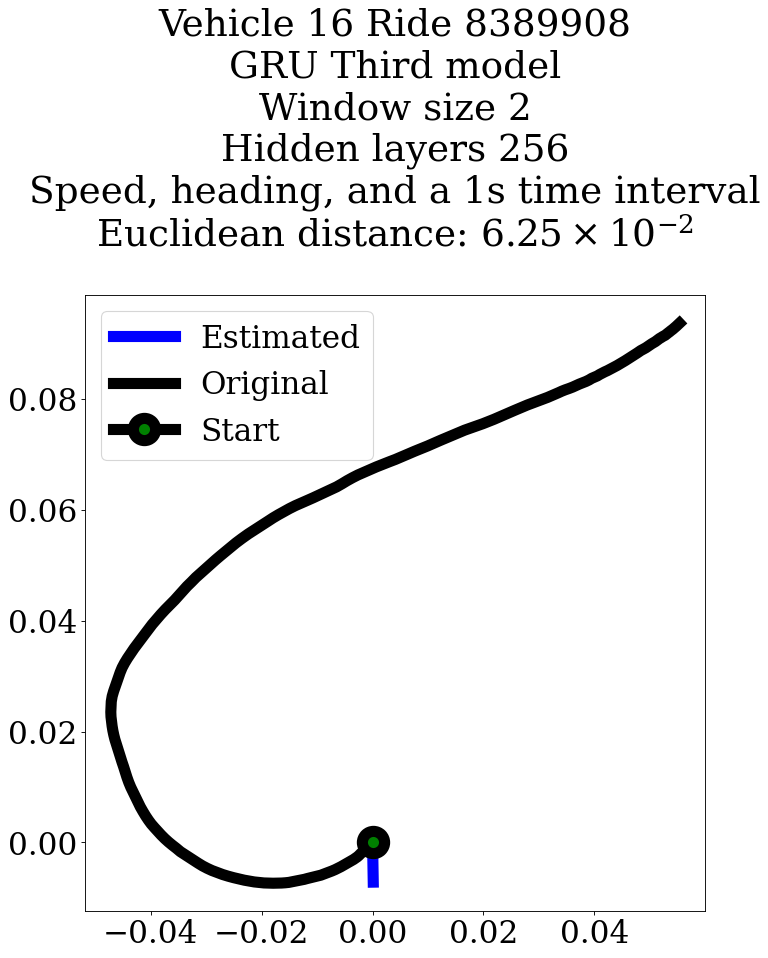 Vehicle 16 Ride 8389908
GRU Third model
Window size 2
Hidden layers 256
Speed, heading, and a 1s time interval
Euclidean distance: 6.25 × 10⁻²
Estimated
Original
Start
0.08
0.06
0.04
0.02
0.00
−0.04 −0.02 0.00 0.02 0.04